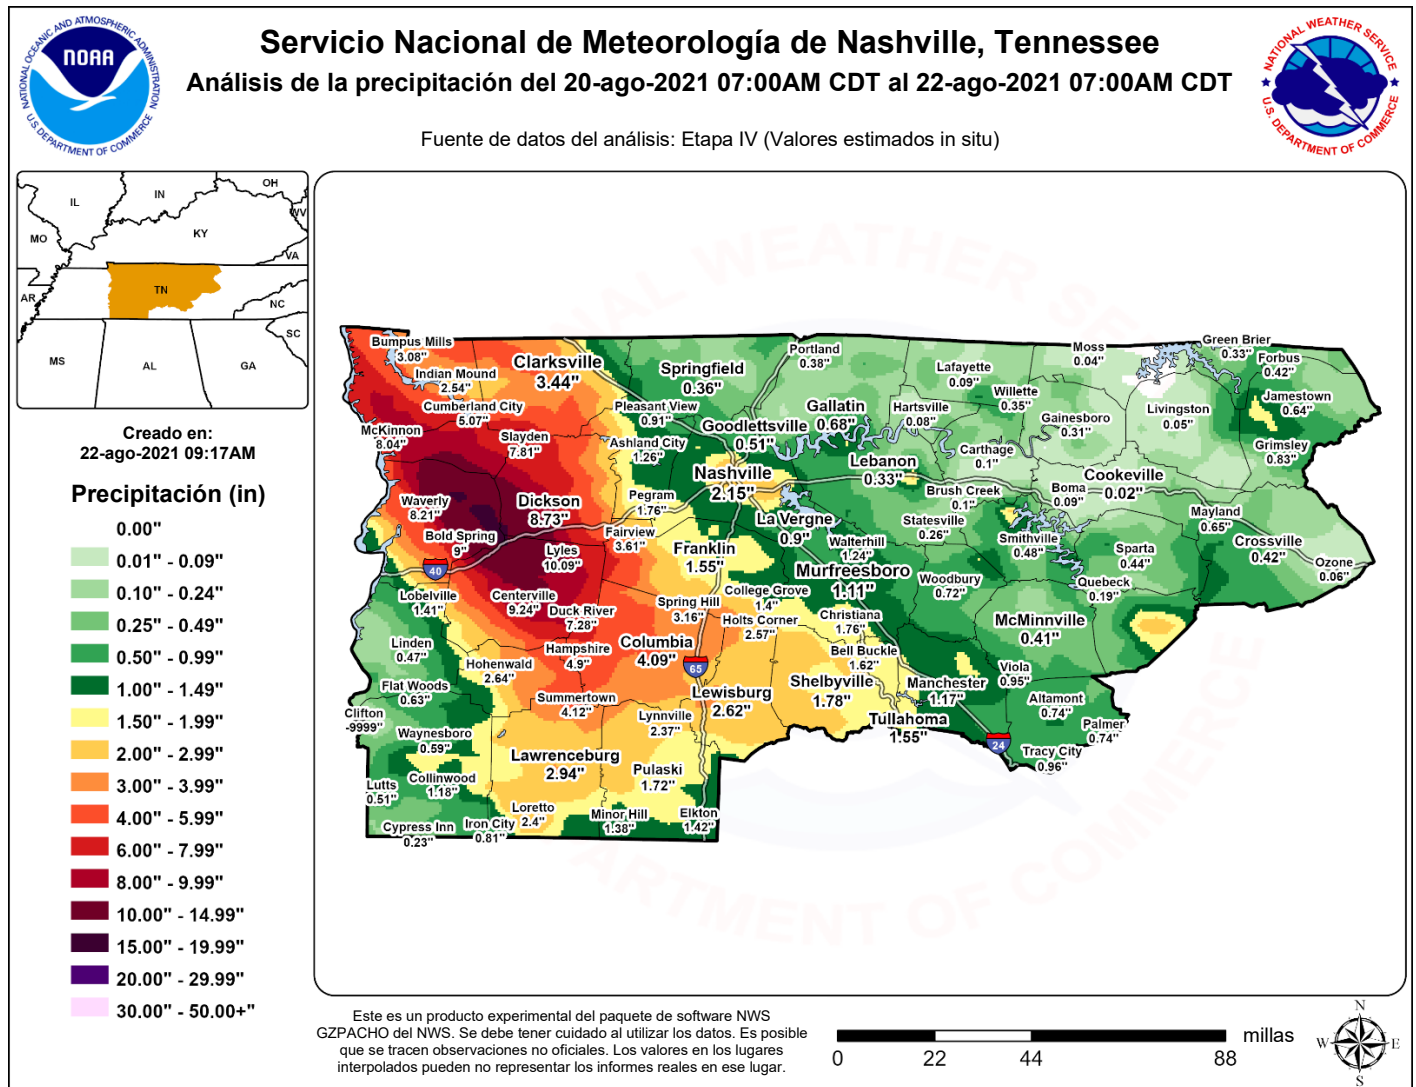 Servicio Nacional de Meteorología de Nashville, Tennessee
Análisis de la precipitación del 20-ago-2021 07:00AM CDT al 22-ago-2021 07:00AM CDT
Fuente de datos del análisis: Etapa IV (Valores estimados in situ)
NATIONAL OCEANIC AND ATMOSPHERIC ADMINISTRATION
NOAA
U.S. DEPARTMENT OF COMMERCE
NATIONAL WEATHER SERVICE
U.S. DEPARTMENT OF COMMERCE
IL
IN
OH
WV
MO
KY
VA
AR
TN
NC
SC
MS
AL
GA
Creado en:
22-ago-2021 09:17AM
Precipitación (in)
0.00"
0.01" - 0.09"
0.10" - 0.24"
0.25" - 0.49"
0.50" - 0.99"
1.00" - 1.49"
1.50" - 1.99"
2.00" - 2.99"
3.00" - 3.99"
4.00" - 5.99"
6.00" - 7.99"
8.00" - 9.99"
10.00" - 14.99"
15.00" - 19.99"
20.00" - 29.99"
30.00" - 50.00+"
Bumpus Mills
3.08"
Clarksville
3.44"
Indian Mound
2.54"
Cumberland City
5.07"
McKinnon
8.04"
Slayden
7.81"
Springfield
0.36"
Portland
0.38"
Pleasant View
0.91"
Goodlettsville
0.51"
Gallatin
0.68"
Ashland City
1.26"
Nashville
2.15"
Lebanon
0.33"
Hartsville
0.08"
Lafayette
0.09"
Willette
0.35"
Moss
0.04"
Green Brier
0.33"
Forbus
0.42"
Jamestown
0.64"
Livingston
0.05"
Gainesboro
0.31"
Grimsley
0.83"
Carthage
0.1"
Cookeville
0.02"
Boma
0.09"
Brush Creek
0.1"
Mayland
0.65"
Crossville
0.42"
Ozone
0.06"
Waverly
8.21"
Dickson
8.73"
Pegram
1.76"
Bold Spring
9"
Fairview
3.61"
Lyles
10.09"
Franklin
1.55"
La Vergne
0.9"
Walterhill
1.24"
Statesville
0.26"
Smithville
0.48"
Sparta
0.44"
Quebeck
0.19"
Murfreesboro
1.11"
Woodbury
0.72"
40
Lobelville
1.41"
Centerville
9.24"
Duck River
7.28"
Spring Hill
3.16"
College Grove
1.4"
Holts Corner
2.57"
Christiana
1.76"
McMinnville
0.41"
Linden
0.47"
Hohenwald
2.64"
Hampshire
4.9"
Columbia
4.09"
65
Bell Buckle
1.62"
Shelbyville
1.78"
Manchester
1.17"
Viola
0.95"
Altamont
0.74"
Palmer
0.74"
Flat Woods
0.63"
Summertown
4.12"
Lewisburg
2.62"
Lynnville
2.37"
Tullahoma
1.55"
24
Tracy City
0.96"
Clifton
-9999"
Waynesboro
0.59"
Lawrenceburg
2.94"
Pulaski
1.72"
Collinwood
1.18"
Lutts
0.51"
Loretto
2.4"
Minor Hill
1.38"
Elkton
1.42"
Cypress Inn
0.23"
Iron City
0.81"
Este es un producto experimental del paquete de software NWS
GZPACHO del NWS. Se debe tener cuidado al utilizar los datos. Es posible
que se tracen observaciones no oficiales. Los valores en los lugares
interpolados pueden no representar los informes reales en ese lugar.
millas
0 22 44 88
N
W E
S